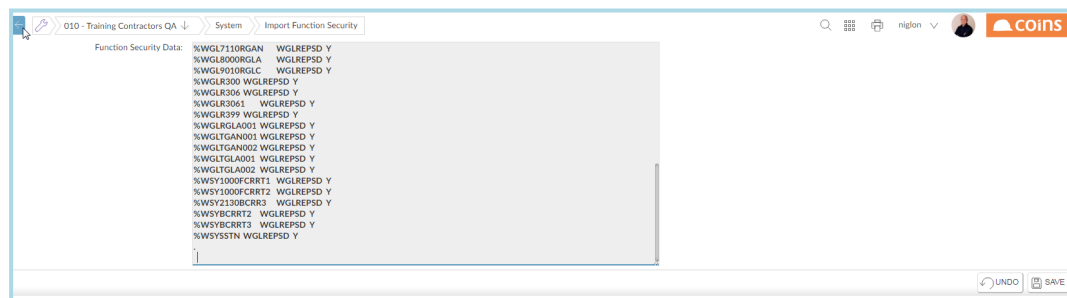 010 - Training Contractors QA ↓ System Import Function Security niglon coins
Function Security Data:
%WGL7110RGAN WGLREPSD Y
%WGL8000RGLA WGLREPSD Y
%WGL9010RGLC WGLREPSD Y
%WGLR300 WGLREPSD Y
%WGLR306 WGLREPSD Y
%WGLR3061 WGLREPSD Y
%WGLR399 WGLREPSD Y
%WGLRGLA001 WGLREPSD Y
%WGLTGAN001 WGLREPSD Y
%WGLTGAN002 WGLREPSD Y
%WGLTGLA001 WGLREPSD Y
%WGLTGLA002 WGLREPSD Y
%WSY1000FCRRT1 WGLREPSD Y
%WSY1000FCRRT2 WGLREPSD Y
%WSY2130BCRR3 WGLREPSD Y
%WSYBCRRT2 WGLREPSD Y
%WSYBCRRT3 WGLREPSD Y
%WSYSSTN WGLREPSD Y
.
UNDO SAVE